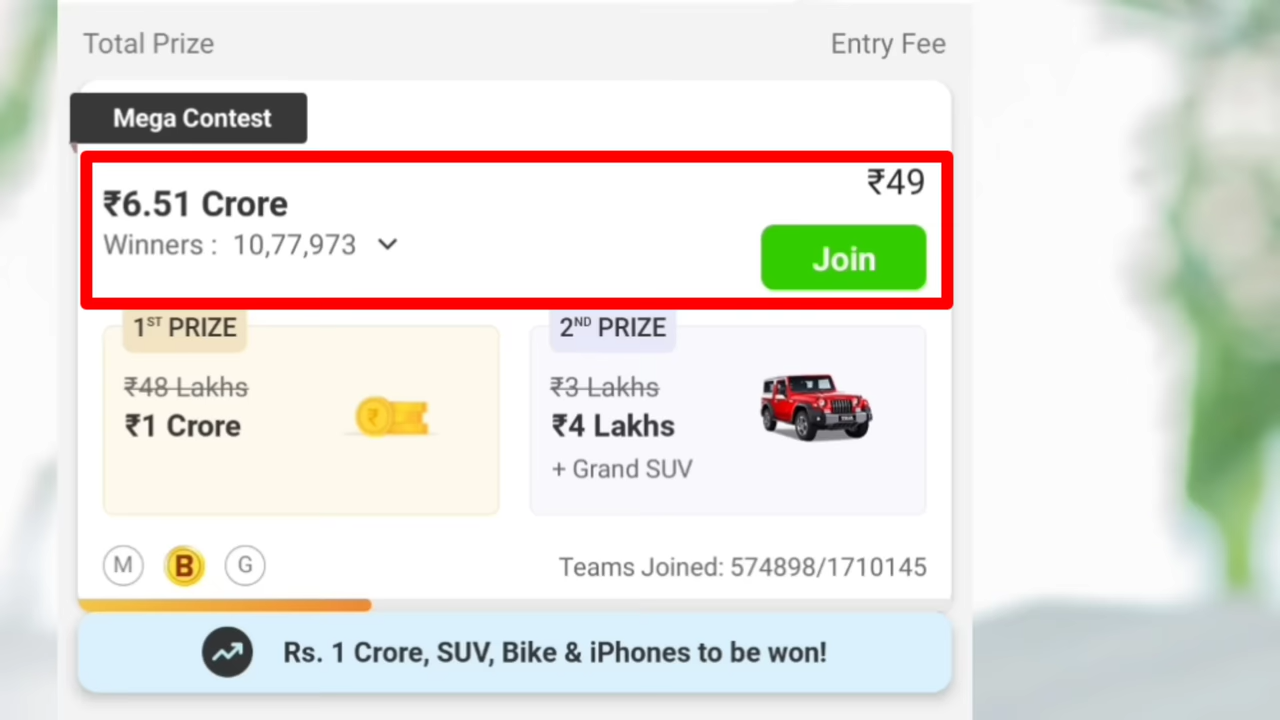 Total Prize Entry Fee
Mega Contest
₹49
₹6.51 Crore
Winners : 10,77,973
Join
1ST PRIZE
₹48 Lakhs
₹1 Crore
2ND PRIZE
₹3 Lakhs
₹4 Lakhs
+ Grand SUV
M B G
Teams Joined: 574898/1710145
Rs. 1 Crore, SUV, Bike & iPhones to be won!